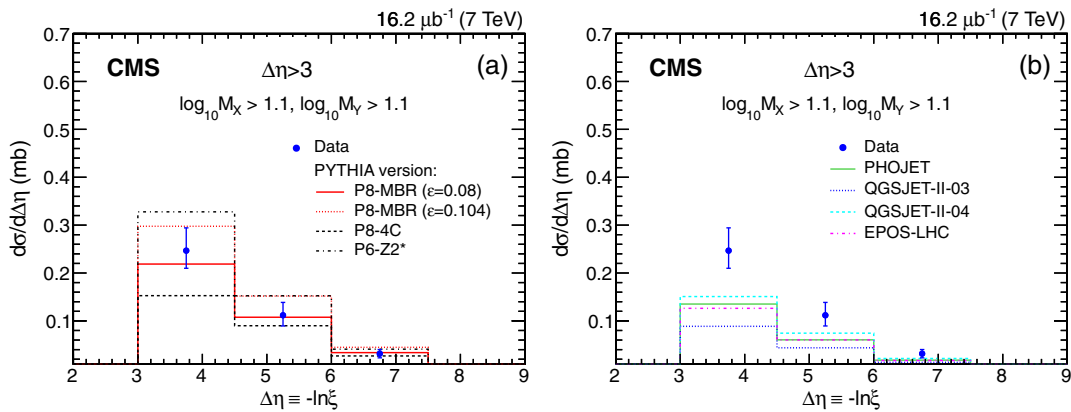 16.2 μb⁻¹ (7 TeV)
CMS
Δη>3
(a)
log₁₀M_X > 1.1, log₁₀M_Y > 1.1
Data
PYTHIA version:
P8-MBR (ε=0.08)
P8-MBR (ε=0.104)
P8-4C
P6-Z2*
dσ/dΔη (mb)
0.7
0.6
0.5
0.4
0.3
0.2
0.1
2 3 4 5 6 7 8 9
Δη ≡ -lnξ
16.2 μb⁻¹ (7 TeV)
CMS
Δη>3
(b)
log₁₀M_X > 1.1, log₁₀M_Y > 1.1
Data
PHOJET
QGSJET-II-03
QGSJET-II-04
EPOS-LHC
dσ/dΔη (mb)
0.7
0.6
0.5
0.4
0.3
0.2
0.1
2 3 4 5 6 7 8 9
Δη ≡ -lnξ